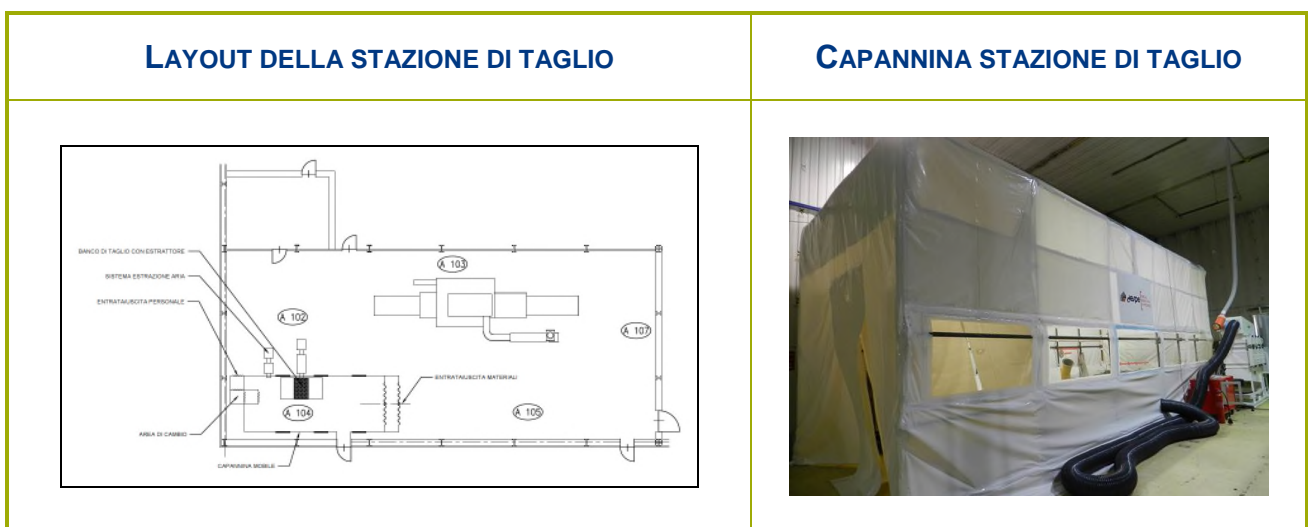 LAYOUT DELLA STAZIONE DI TAGLIO
CAPANNINA STAZIONE DI TAGLIO
BANCO DI TAGLIO CON ESTRATTORE
SISTEMA ESTRAZIONE ARIA
ENTRATA/USCITA PERSONALE
A 103
A 102
A 107
ENTRATA/USCITA MATERIALI
A 104
A 105
AREA DI CAMBIO
CAPANNINA MOBILE